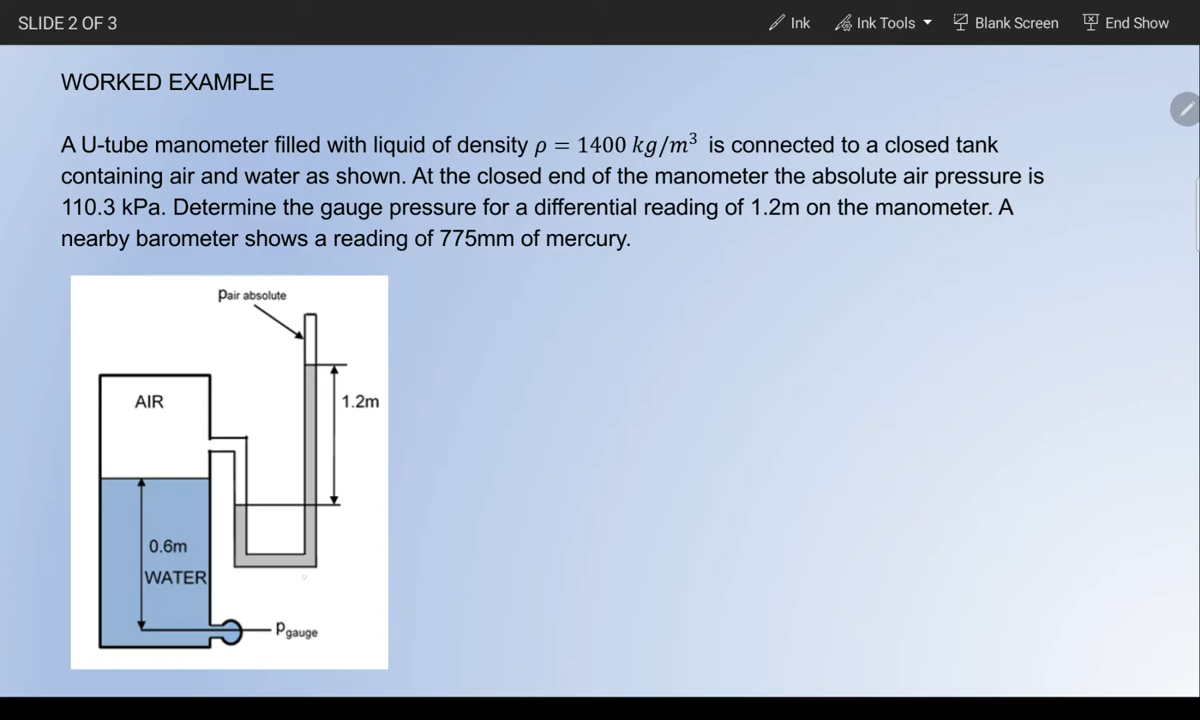 SLIDE 2 OF 3
Ink
Ink Tools
Blank Screen
End Show
WORKED EXAMPLE
A U-tube manometer filled with liquid of density ρ = 1400 kg/m³ is connected to a closed tank
containing air and water as shown. At the closed end of the manometer the absolute air pressure is
110.3 kPa. Determine the gauge pressure for a differential reading of 1.2m on the manometer. A
nearby barometer shows a reading of 775mm of mercury.
pair absolute
AIR
1.2m
0.6m
WATER
Pgauge